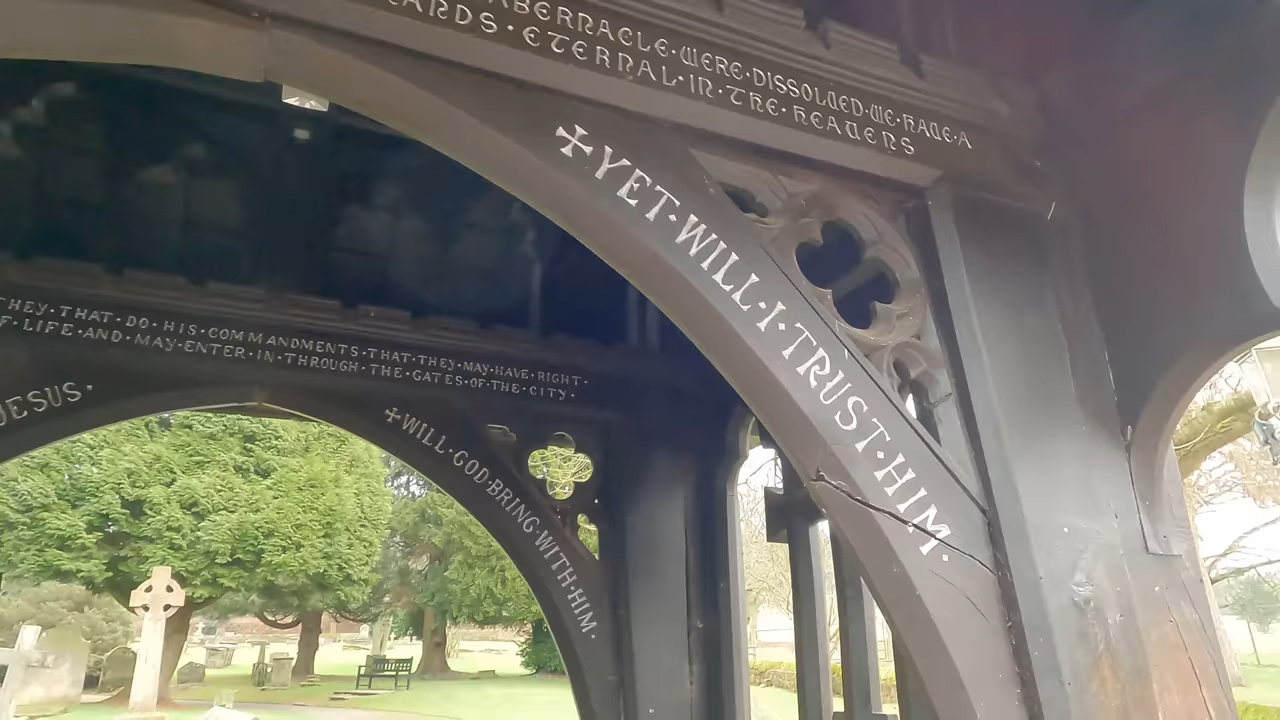 ABERNACLE·WERE·DISSOLVED·WE·HAVE·A
ARDS·ETERNAL·IN·THE·HEAVENS
✠YET·WILL·I·TRUST·HIM·
THEY·THAT·DO·HIS·COMMANDMENTS·THAT·THEY·MAY·HAVE·RIGHT·
F·LIFE·AND·MAY·ENTER·IN·THROUGH·THE·GATES·OF·THE·CITY·
JESUS·
✠WILL·GOD·BRING·WITH·HIM·